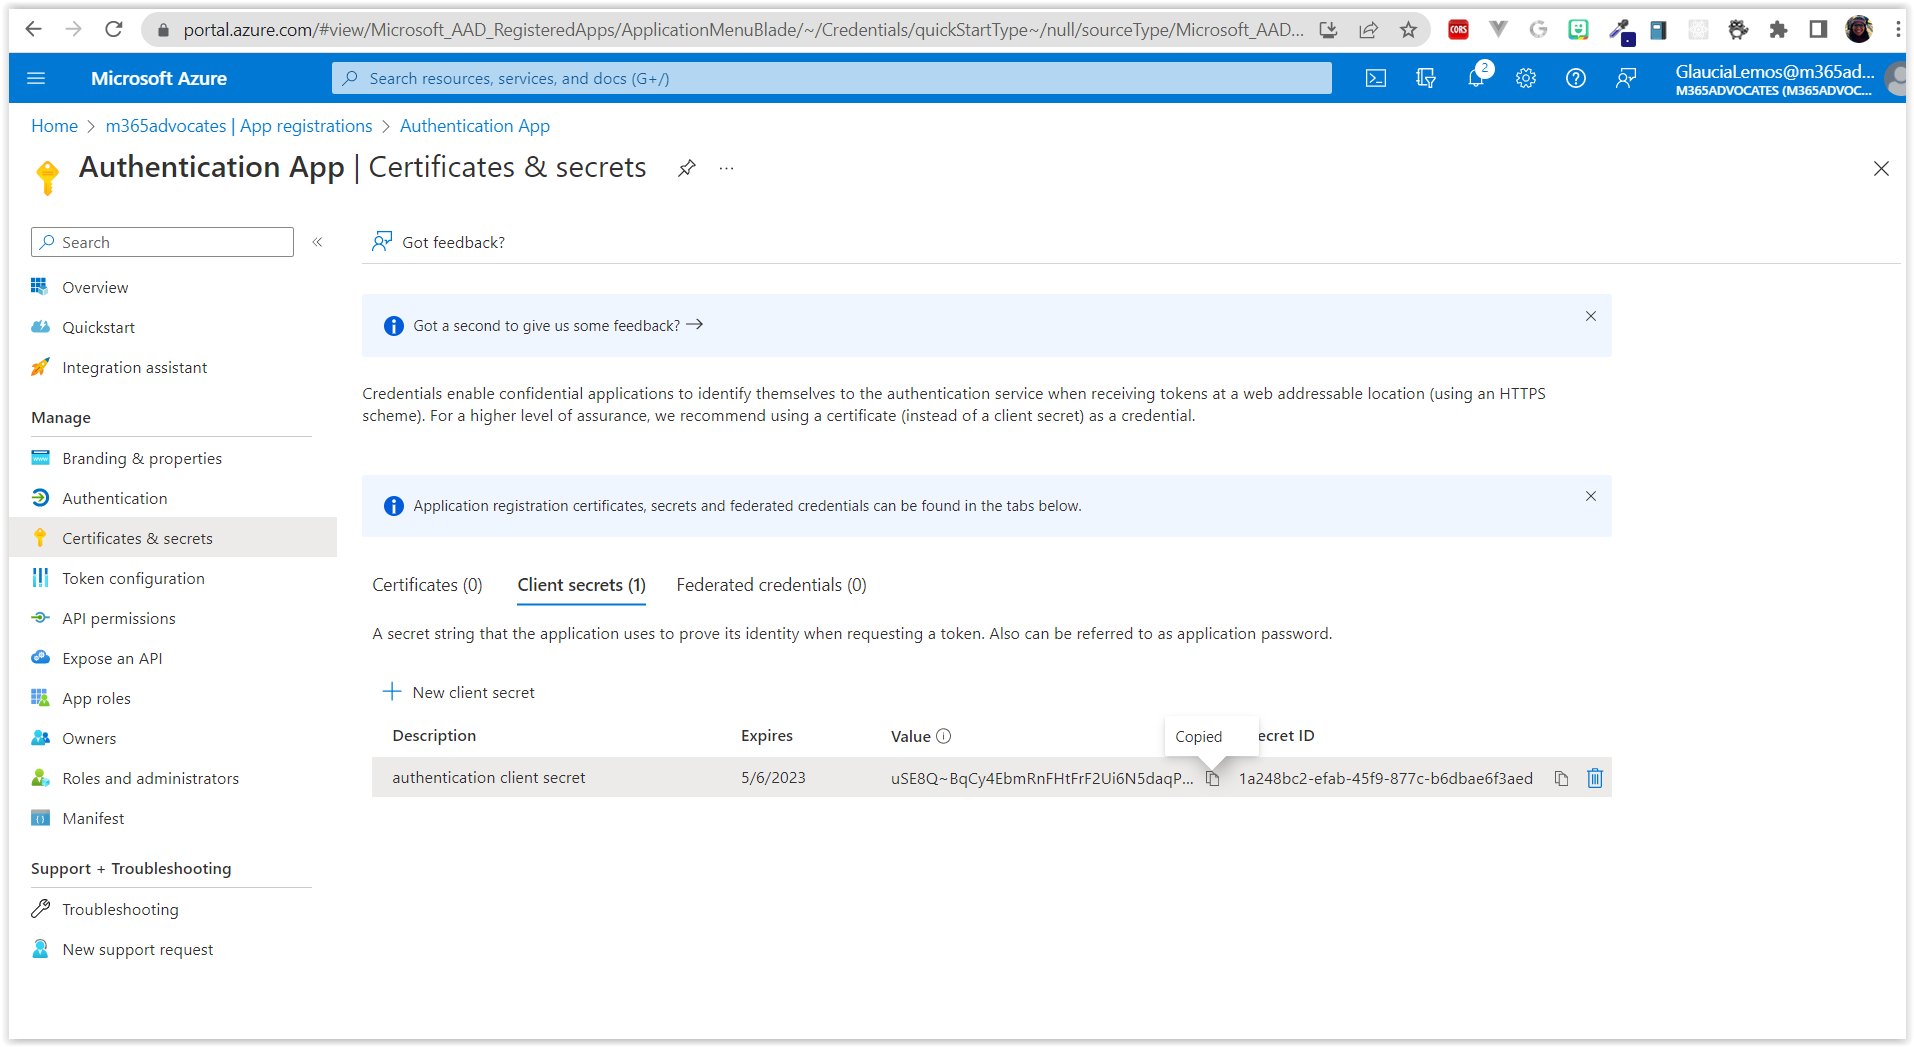 portal.azure.com/#view/Microsoft_AAD_RegisteredApps/ApplicationMenuBlade/~/Credentials/quickStartType~/null/sourceType/Microsoft_AAD...
CORS
Microsoft Azure
Search resources, services, and docs (G+/)
2
GlauciaLemos@m365ad...
M365ADVOCATES (M365ADVOC...
Home > m365advocates | App registrations > Authentication App
Authentication App | Certificates & secrets
Search
Got feedback?
Overview
Quickstart
Integration assistant
Manage
Branding & properties
Authentication
Certificates & secrets
Token configuration
API permissions
Expose an API
App roles
Owners
Roles and administrators
Manifest
Support + Troubleshooting
Troubleshooting
New support request
Got a second to give us some feedback?
Credentials enable confidential applications to identify themselves to the authentication service when receiving tokens at a web addressable location (using an HTTPS
scheme). For a higher level of assurance, we recommend using a certificate (instead of a client secret) as a credential.
Application registration certificates, secrets and federated credentials can be found in the tabs below.
Certificates (0) Client secrets (1) Federated credentials (0)
A secret string that the application uses to prove its identity when requesting a token. Also can be referred to as application password.
New client secret
Description Expires Value Copied ecret ID
authentication client secret 5/6/2023 uSE8Q~BqCy4EbmRnFHtFrF2Ui6N5daqP... 1a248bc2-efab-45f9-877c-b6dbae6f3aed